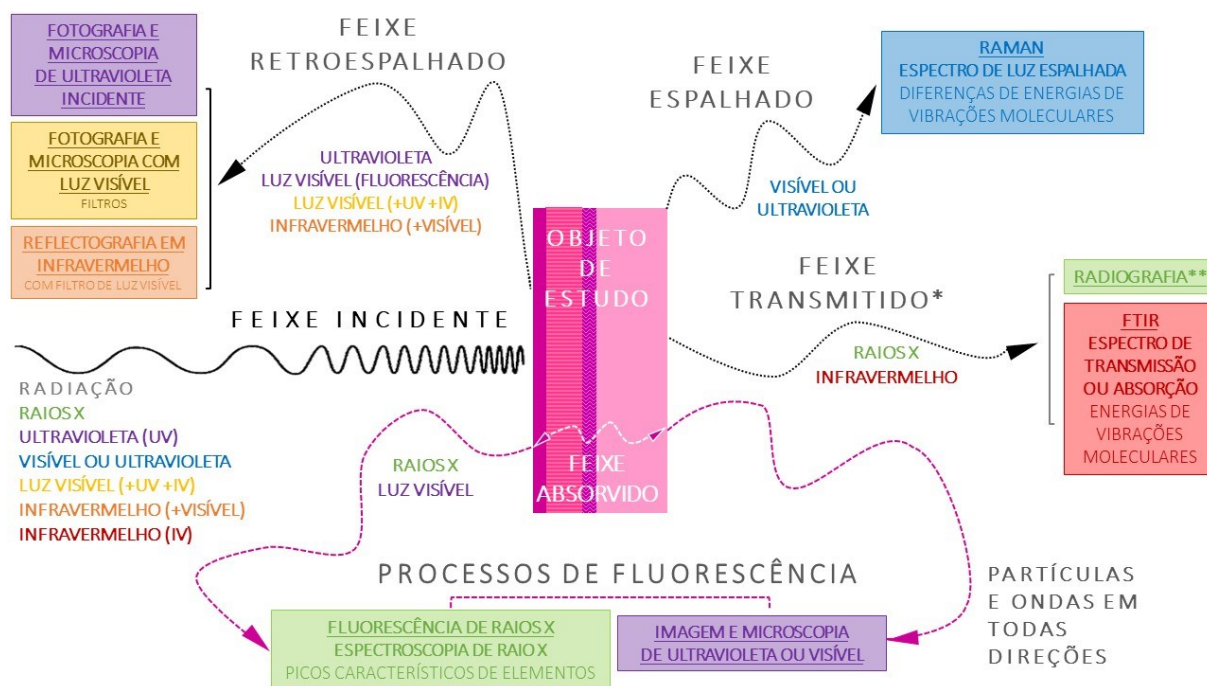 FOTOGRAFIA E
MICROSCOPIA
DE ULTRAVIOLETA
INCIDENTE
FOTOGRAFIA E
MICROSCOPIA COM
LUZ VISÍVEL
FILTROS
REFLECTOGRAFIA EM
INFRAVERMELHO
COM FILTRO DE LUZ VISÍVEL
FEIXE
RETROESPALHADO
ULTRAVIOLETA
LUZ VISÍVEL (FLUORESCÊNCIA)
LUZ VISÍVEL (+UV +IV)
INFRAVERMELHO (+VISÍVEL)
FEIXE
ESPALHADO
VISÍVEL OU
ULTRAVIOLETA
RAMAN
ESPECTRO DE LUZ ESPALHADA
DIFERENÇAS DE ENERGIAS DE
VIBRAÇÕES MOLECULARES
OBJETO
DE
ESTUDO
FEIXE
TRANSMITIDO*
RAIOS X
INFRAVERMELHO
RADIOGRAFIA**
FTIR
ESPECTRO DE
TRANSMISSÃO
OU ABSORÇÃO
ENERGIAS DE
VIBRAÇÕES
MOLECULARES
FEIXE INCIDENTE
RADIAÇÃO
RAIOS X
ULTRAVIOLETA (UV)
VISÍVEL OU ULTRAVIOLETA
LUZ VISÍVEL (+UV +IV)
INFRAVERMELHO (+VISÍVEL)
INFRAVERMELHO (IV)
RAIOS X
LUZ VISÍVEL
FEIXE
ABSORVIDO
PROCESSOS DE FLUORESCÊNCIA
FLUORESCÊNCIA DE RAIOS X
ESPECTROSCOPIA DE RAIO X
PICOS CARACTERÍSTICOS DE ELEMENTOS
IMAGEM E MICROSCOPIA
DE ULTRAVIOLETA OU VISÍVEL
PARTÍCULAS
E ONDAS EM
TODAS
DIREÇÕES